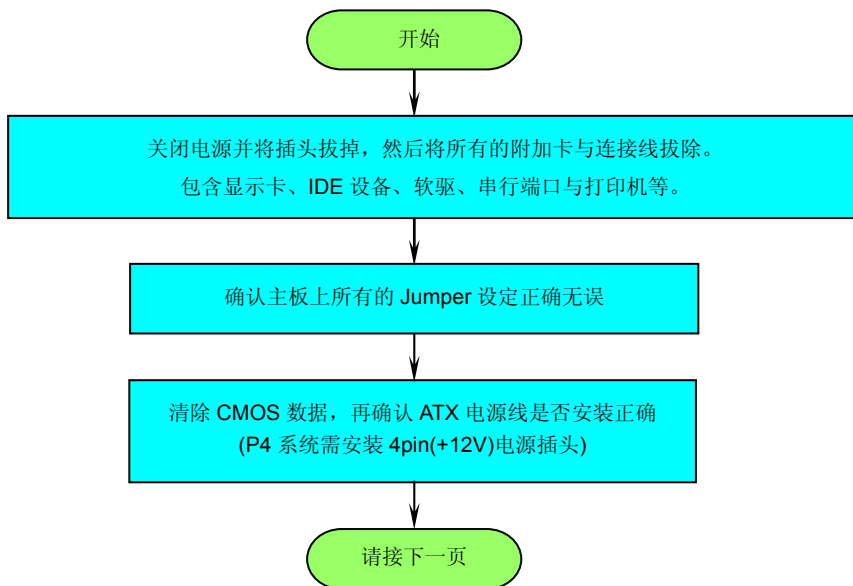 开始
关闭电源并将插头拔掉，然后将所有的附加卡与连接线拔除。
包含显示卡、IDE 设备、软驱、串行端口与打印机等。
确认主板上所有的 Jumper 设定正确无误
清除 CMOS 数据，再确认 ATX 电源线是否安装正确
(P4 系统需安装 4pin(+12V)电源插头)
请接下一页